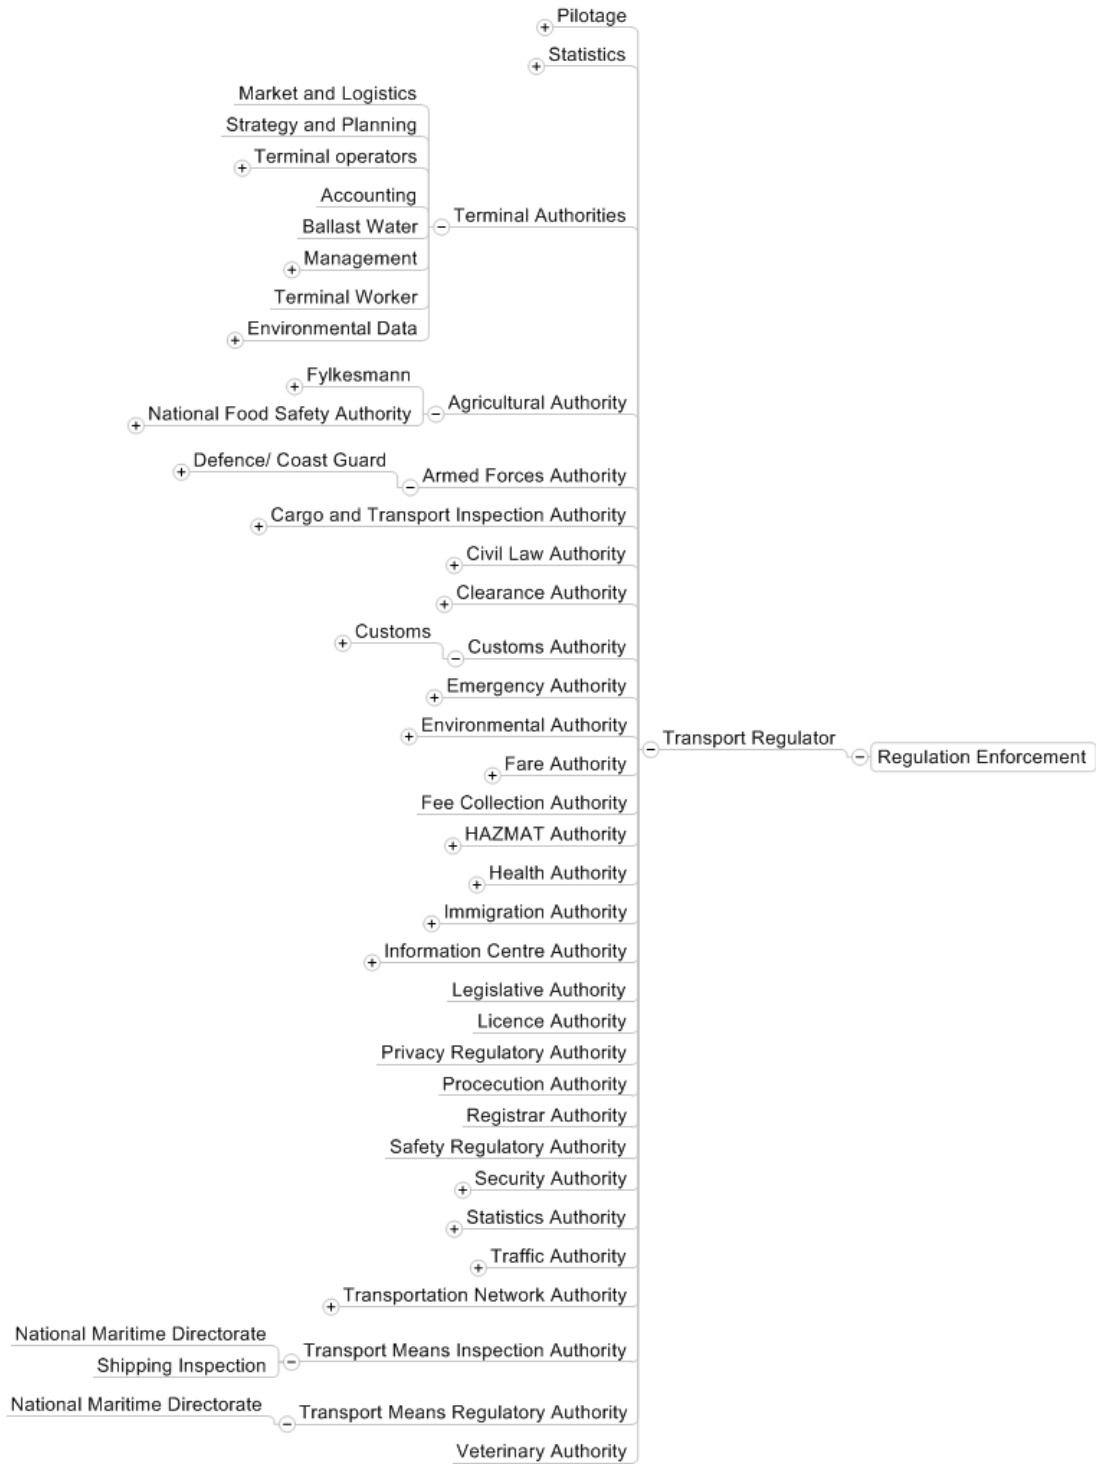 Pilotage
Statistics
Market and Logistics
Strategy and Planning
Terminal operators
Accounting
Terminal Authorities
Ballast Water
Management
Terminal Worker
Environmental Data
Fylkesmann
Agricultural Authority
National Food Safety Authority
Defence/ Coast Guard
Armed Forces Authority
Cargo and Transport Inspection Authority
Civil Law Authority
Clearance Authority
Customs
Customs Authority
Emergency Authority
Environmental Authority
Transport Regulator
Regulation Enforcement
Fare Authority
Fee Collection Authority
HAZMAT Authority
Health Authority
Immigration Authority
Information Centre Authority
Legislative Authority
Licence Authority
Privacy Regulatory Authority
Procecution Authority
Registrar Authority
Safety Regulatory Authority
Security Authority
Statistics Authority
Traffic Authority
Transportation Network Authority
National Maritime Directorate
Transport Means Inspection Authority
Shipping Inspection
National Maritime Directorate
Transport Means Regulatory Authority
Veterinary Authority